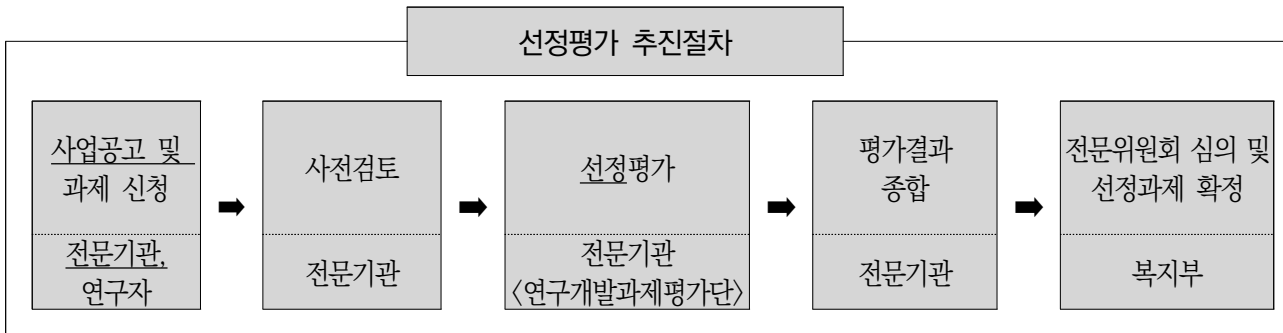 선정평가 추진절차
사업공고 및
과제 신청
전문기관,
연구자
사전검토
전문기관
선정평가
전문기관
〈연구개발과제평가단〉
평가결과
종합
전문기관
전문위원회 심의 및
선정과제 확정
복지부